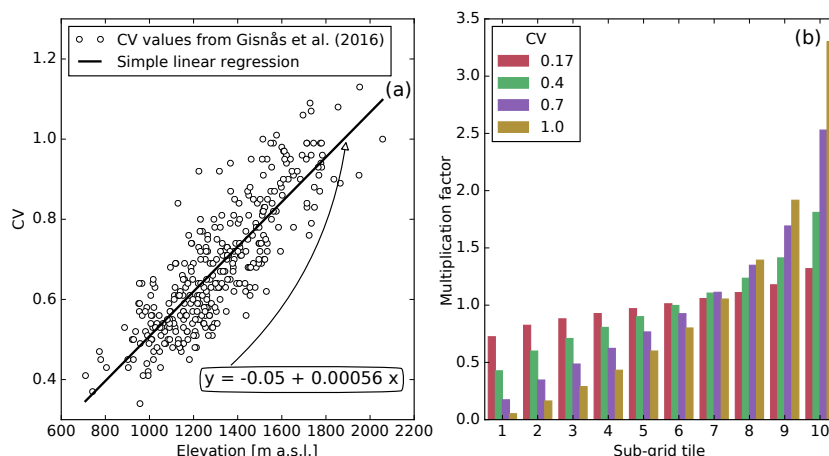 CV values from Gisnås et al. (2016)
Simple linear regression
(a)
1.3
1.0
0.8
0.6
0.4
CV
y = -0.05 + 0.00056 x
600 800 1000 1200 1400 1600 1800 2000 2200
Elevation [m a.s.l.]
(b)
CV
0.17
0.4
0.7
1.0
3.5
3.0
2.5
2.0
1.5
1.0
0.5
0.0
Multiplication factor
1 2 3 4 5 6 7 8 9 10
Sub-grid tile